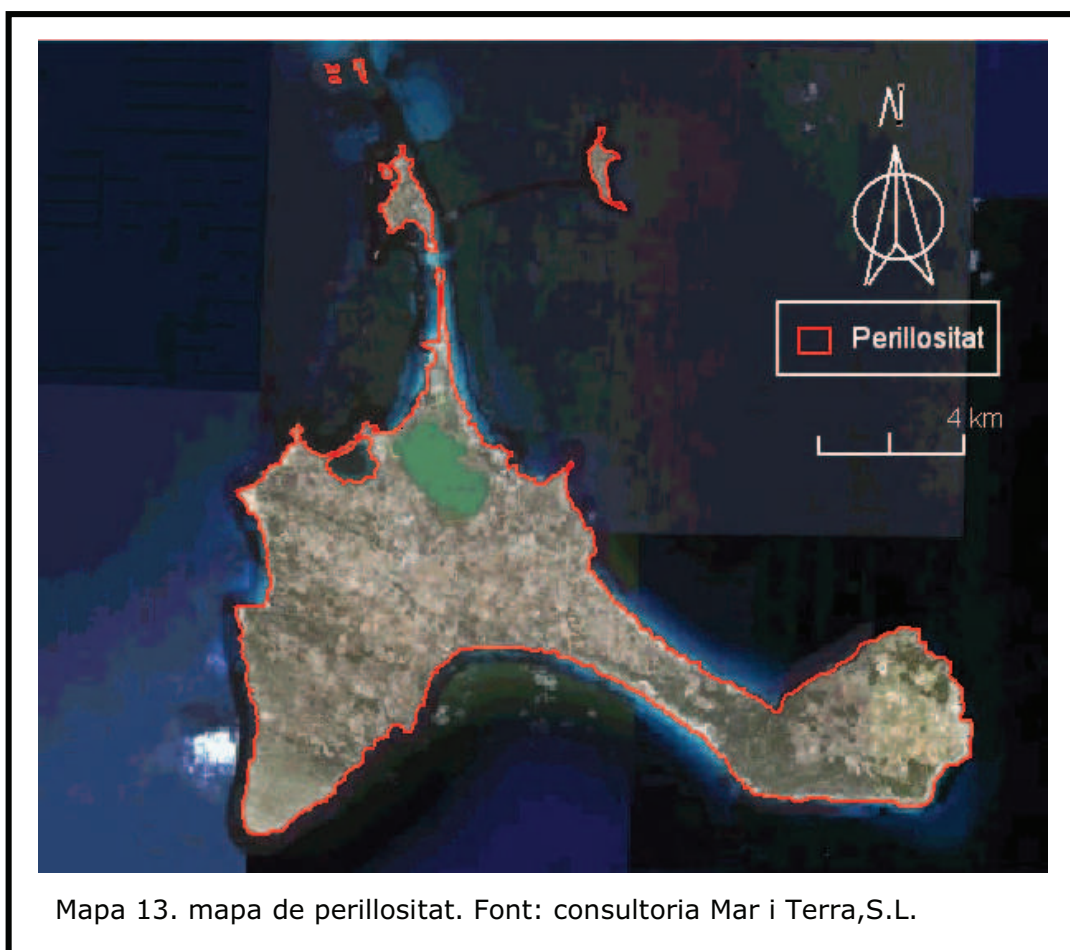 N
Perillositat
4 km
Mapa 13. mapa de perillositat. Font: consultoria Mar i Terra,S.L.